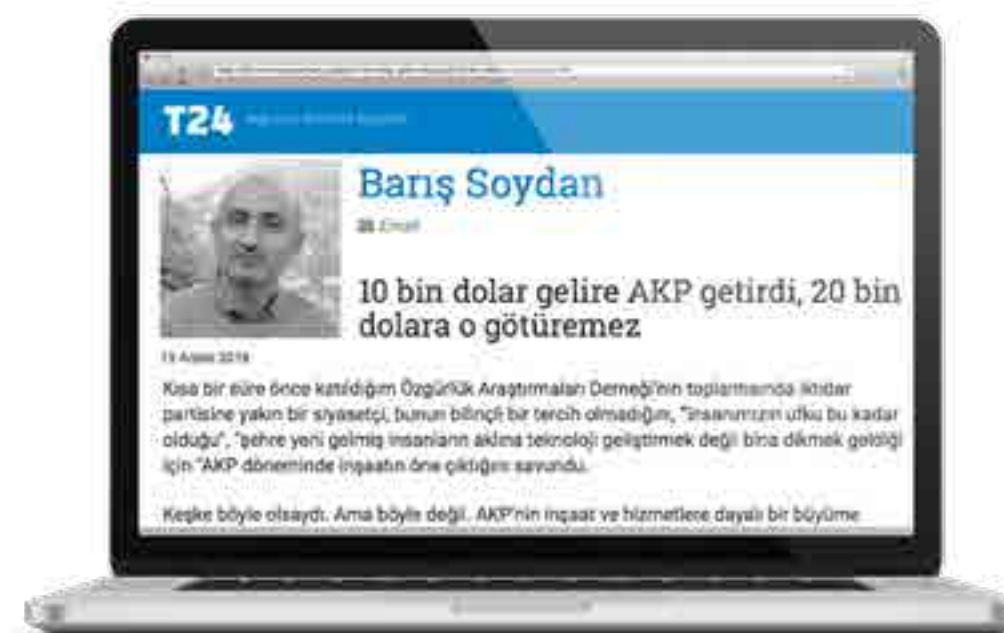 T24
Barış Soydan
Email
10 bin dolar gelire AKP getirdi, 20 bin
dolara o götüremez
Kısa bir süre önce katıldığım Özgürlük Araştırmaları Derneği'nin toplantısında iktidar
partisine yakın bir siyasetçi, bunun bilinçli bir tercih olmadığını, "insanımızın ufku bu kadar
olduğu", "şehre yeni gelmiş insanların aklına teknoloji geliştirmek değil bina dikmek geldiği
için "AKP döneminde inşaatın öne çıktığını savundu.
Keşke böyle olsaydı. Ama böyle değil. AKP'nin inşaat ve hizmetlere dayalı bir büyüme